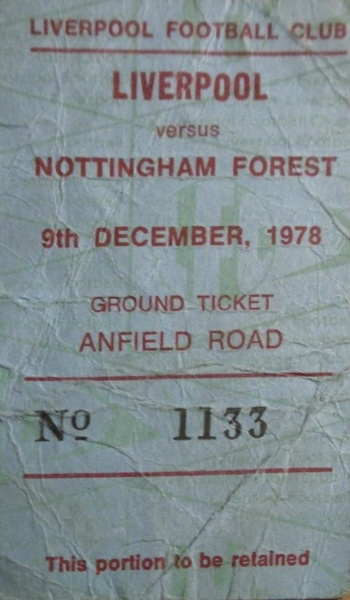 LIVERPOOL FOOTBALL CLUB
LIVERPOOL
versus
NOTTINGHAM FOREST
9th DECEMBER, 1978
GROUND TICKET
ANFIELD ROAD
Nº 1133
This portion to be retained